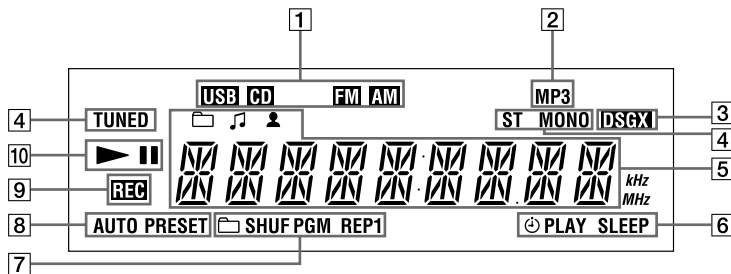 1 2
USB CD FM AM MP3
4 TUNED ST MONO DSGX 3
4
10
5
kHz
9 REC MHz
8 AUTO PRESET SHUF PGM REP1 PLAY SLEEP 6
7